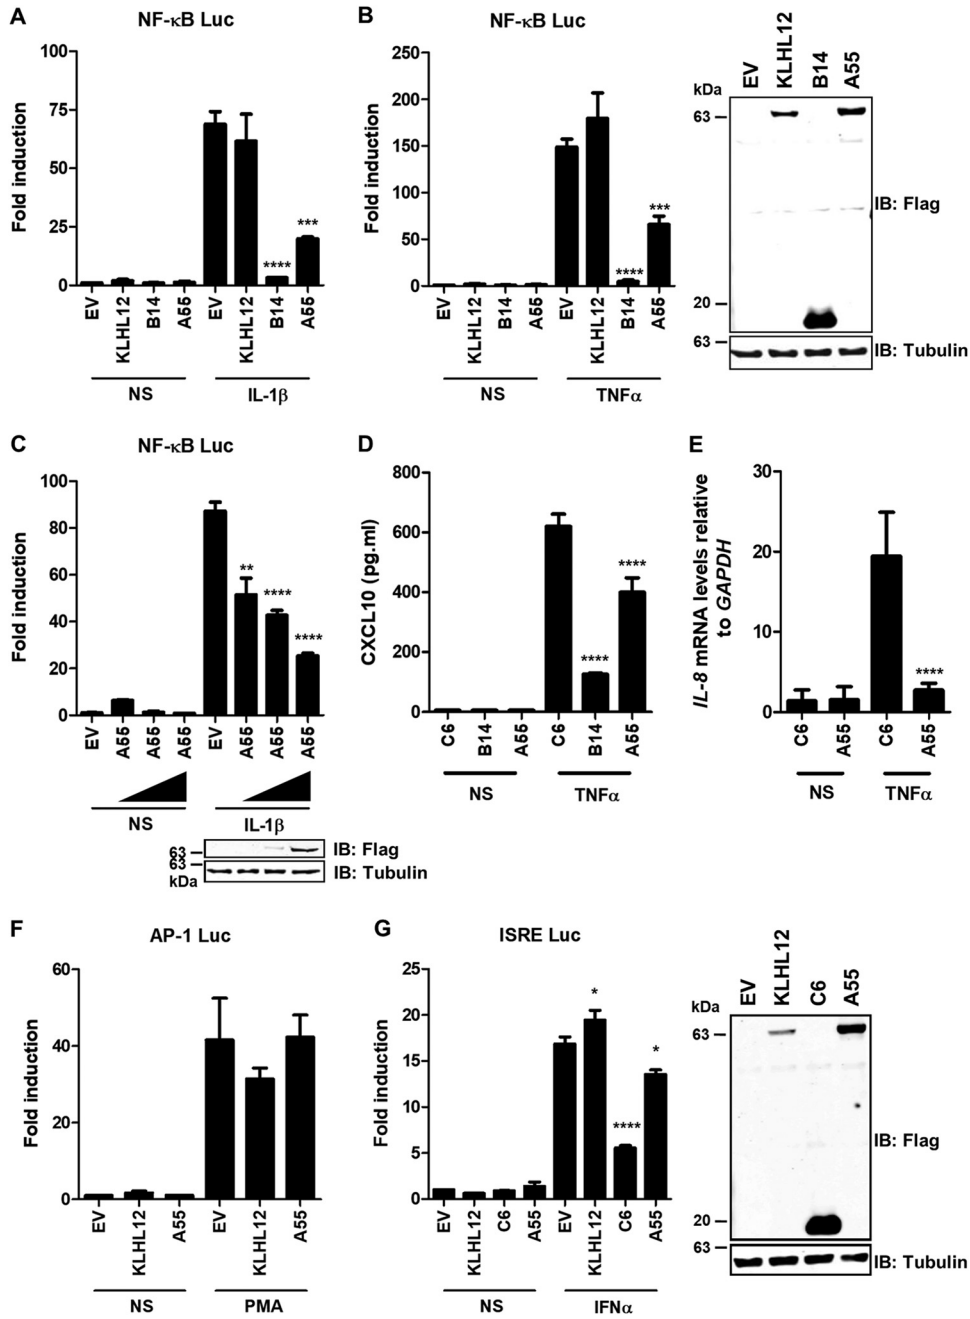 A
NF-κB Luc
Fold induction
100
75
50
25
0
****
***
EV
KLHL12
B14
A55
EV
KLHL12
B14
A55
NS
IL-1β
B
NF-κB Luc
Fold induction
250
200
150
100
50
0
****
***
EV
KLHL12
B14
A55
EV
KLHL12
B14
A55
NS
TNFα
EV
KLHL12
B14
A55
kDa
63
20
63
IB: Flag
IB: Tubulin
C
NF-κB Luc
Fold induction
100
80
60
40
20
0
**
****
****
EV
A55
A55
A55
EV
A55
A55
A55
NS
IL-1β
63
63
kDa
IB: Flag
IB: Tubulin
D
CXCL10 (pg.ml)
800
600
400
200
0
****
****
C6
B14
A55
C6
B14
A55
NS
TNFα
E
IL-8 mRNA levels relative
to GAPDH
30
20
10
0
****
C6
A55
C6
A55
NS
TNFα
F
AP-1 Luc
Fold induction
60
40
20
0
EV
KLHL12
A55
EV
KLHL12
A55
NS
PMA
G
ISRE Luc
Fold induction
25
20
15
10
5
0
*
****
*
EV
KLHL12
C6
A55
EV
KLHL12
C6
A55
NS
IFNα
EV
KLHL12
C6
A55
kDa
63
20
63
IB: Flag
IB: Tubulin